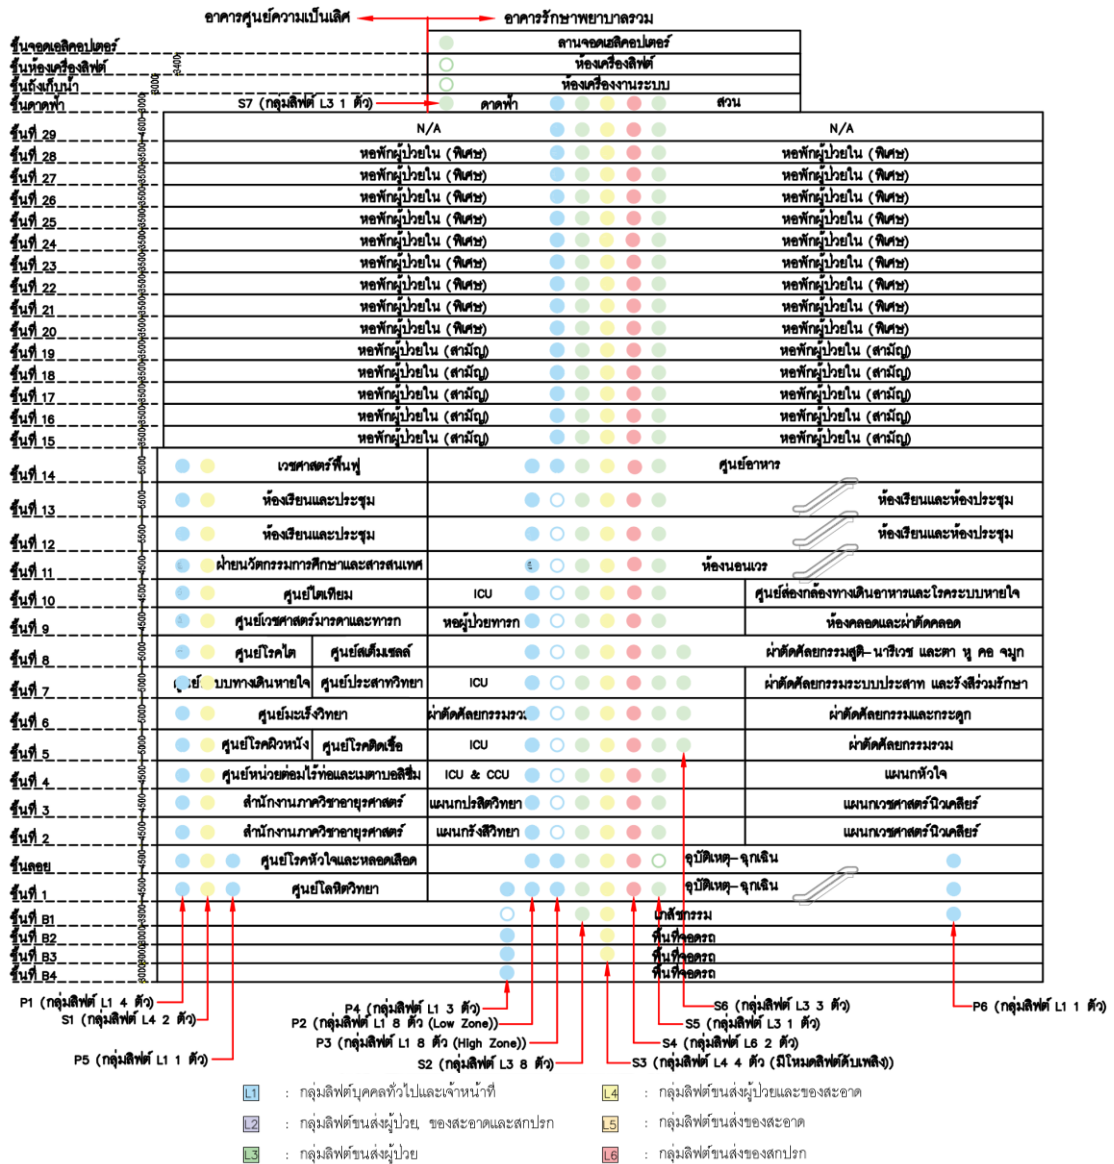 อาคารศูนย์ความเป็นเลิศ อาคารรักษาพยาบาลรวม
ชั้นจอดเฮลิคอปเตอร์ ลานจอดเฮลิคอปเตอร์
ชั้นห้องเครื่องลิฟต์ 3400 ห้องเครื่องลิฟต์
ชั้นถังเก็บน้ำ 3000 ห้องเครื่องงานระบบ
ชั้นดาดฟ้า 3000 S7 (กลุ่มลิฟต์ L3 1 ตัว) ดาดฟ้า สวน
ชั้นที่ 29 4600 N/A N/A
ชั้นที่ 28 3500 หอพักผู้ป่วยใน (พิเศษ) หอพักผู้ป่วยใน (พิเศษ)
ชั้นที่ 27 3500 หอพักผู้ป่วยใน (พิเศษ) หอพักผู้ป่วยใน (พิเศษ)
ชั้นที่ 26 3500 หอพักผู้ป่วยใน (พิเศษ) หอพักผู้ป่วยใน (พิเศษ)
ชั้นที่ 25 3500 หอพักผู้ป่วยใน (พิเศษ) หอพักผู้ป่วยใน (พิเศษ)
ชั้นที่ 24 3500 หอพักผู้ป่วยใน (พิเศษ) หอพักผู้ป่วยใน (พิเศษ)
ชั้นที่ 23 3500 หอพักผู้ป่วยใน (พิเศษ) หอพักผู้ป่วยใน (พิเศษ)
ชั้นที่ 22 3500 หอพักผู้ป่วยใน (พิเศษ) หอพักผู้ป่วยใน (พิเศษ)
ชั้นที่ 21 3500 หอพักผู้ป่วยใน (พิเศษ) หอพักผู้ป่วยใน (พิเศษ)
ชั้นที่ 20 3500 หอพักผู้ป่วยใน (พิเศษ) หอพักผู้ป่วยใน (พิเศษ)
ชั้นที่ 19 3500 หอพักผู้ป่วยใน (สามัญ) หอพักผู้ป่วยใน (สามัญ)
ชั้นที่ 18 3500 หอพักผู้ป่วยใน (สามัญ) หอพักผู้ป่วยใน (สามัญ)
ชั้นที่ 17 3500 หอพักผู้ป่วยใน (สามัญ) หอพักผู้ป่วยใน (สามัญ)
ชั้นที่ 16 3500 หอพักผู้ป่วยใน (สามัญ) หอพักผู้ป่วยใน (สามัญ)
ชั้นที่ 15 3500 หอพักผู้ป่วยใน (สามัญ) หอพักผู้ป่วยใน (สามัญ)
ชั้นที่ 14 5500 เวชศาสตร์ฟื้นฟู ศูนย์อาหาร
ชั้นที่ 13 5500 ห้องเรียนและประชุม ห้องเรียนและห้องประชุม
ชั้นที่ 12 5500 ห้องเรียนและประชุม ห้องเรียนและห้องประชุม
ชั้นที่ 11 4500 ฝ่ายนวัตกรรมการศึกษาและสารสนเทศ ห้องนอนเวร
ชั้นที่ 10 4500 ศูนย์ไตเทียม ICU ศูนย์ส่องกล้องทางเดินอาหารและโรคระบบหายใจ
ชั้นที่ 9 4500 ศูนย์เวชศาสตร์มารดาและทารก หอผู้ป่วยทารก ห้องคลอดและผ่าตัดคลอด
ชั้นที่ 8 5000 ศูนย์โรคไต ศูนย์สเต็มเซลล์ ผ่าตัดศัลยกรรมสูติ-นารีเวช และตา หู คอ จมูก
ชั้นที่ 7 5000 บบทางเดินหายใจ ศูนย์ประสาทวิทยา ICU ผ่าตัดศัลยกรรมระบบประสาท และรังสีร่วมรักษา
ชั้นที่ 6 5000 ศูนย์มะเร็งวิทยา ผ่าตัดศัลยกรรมรวม ผ่าตัดศัลยกรรมและกระดูก
ชั้นที่ 5 5000 ศูนย์โรคผิวหนัง ศูนย์โรคติดเชื้อ ICU ผ่าตัดศัลยกรรมรวม
ชั้นที่ 4 4500 ศูนย์หน่วยต่อมไร้ท่อและเมตาบอลิซึ่ม ICU & CCU แผนกหัวใจ
ชั้นที่ 3 4500 สำนักงานภาควิชาอายุรศาสตร์ แผนกปรสิตวิทยา แผนกเวชศาสตร์นิวเคลียร์
ชั้นที่ 2 4500 สำนักงานภาควิชาอายุรศาสตร์ แผนกรังสีวิทยา แผนกเวชศาสตร์นิวเคลียร์
ชั้นลอย 4500 ศูนย์โรคหัวใจและหลอดเลือด อุบัติเหตุ-ฉุกเฉิน
ชั้นที่ 1 4500 ศูนย์โลหิตวิทยา อุบัติเหตุ-ฉุกเฉิน
ชั้นที่ B1 3900 เภสัชกรรม
ชั้นที่ B2 3000 พื้นที่จอดรถ
ชั้นที่ B3 3000 พื้นที่จอดรถ
ชั้นที่ B4 3000 พื้นที่จอดรถ
P1 (กลุ่มลิฟต์ L1 4 ตัว) P4 (กลุ่มลิฟต์ L1 3 ตัว) S6 (กลุ่มลิฟต์ L3 3 ตัว) P6 (กลุ่มลิฟต์ L1 1 ตัว)
S1 (กลุ่มลิฟต์ L4 2 ตัว) P2 (กลุ่มลิฟต์ L1 8 ตัว (Low Zone)) S5 (กลุ่มลิฟต์ L3 1 ตัว)
P3 (กลุ่มลิฟต์ L1 8 ตัว (High Zone)) S4 (กลุ่มลิฟต์ L6 2 ตัว)
P5 (กลุ่มลิฟต์ L1 1 ตัว) S2 (กลุ่มลิฟต์ L3 8 ตัว) S3 (กลุ่มลิฟต์ L4 4 ตัว (มีโหมดลิฟต์ดับเพลิง))
L1 : กลุ่มลิฟต์บุคคลทั่วไปและเจ้าหน้าที่ L4 : กลุ่มลิฟต์ขนส่งผู้ป่วยและของสะอาด
L2 : กลุ่มลิฟต์ขนส่งผู้ป่วย, ของสะอาดและสกปรก L5 : กลุ่มลิฟต์ขนส่งของสะอาด
L3 : กลุ่มลิฟต์ขนส่งผู้ป่วย L6 : กลุ่มลิฟต์ขนส่งของสกปรก